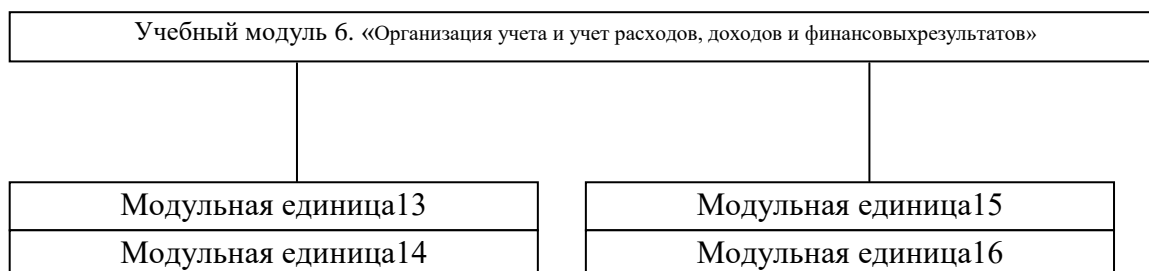 Учебный модуль 6. «Организация учета и учет расходов, доходов и финансовыхрезультатов»
Модульная единица13
Модульная единица14
Модульная единица15
Модульная единица16